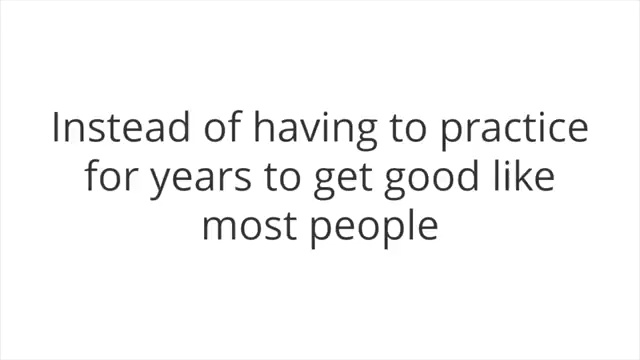 Instead of having to practice
for years to get good like
most people